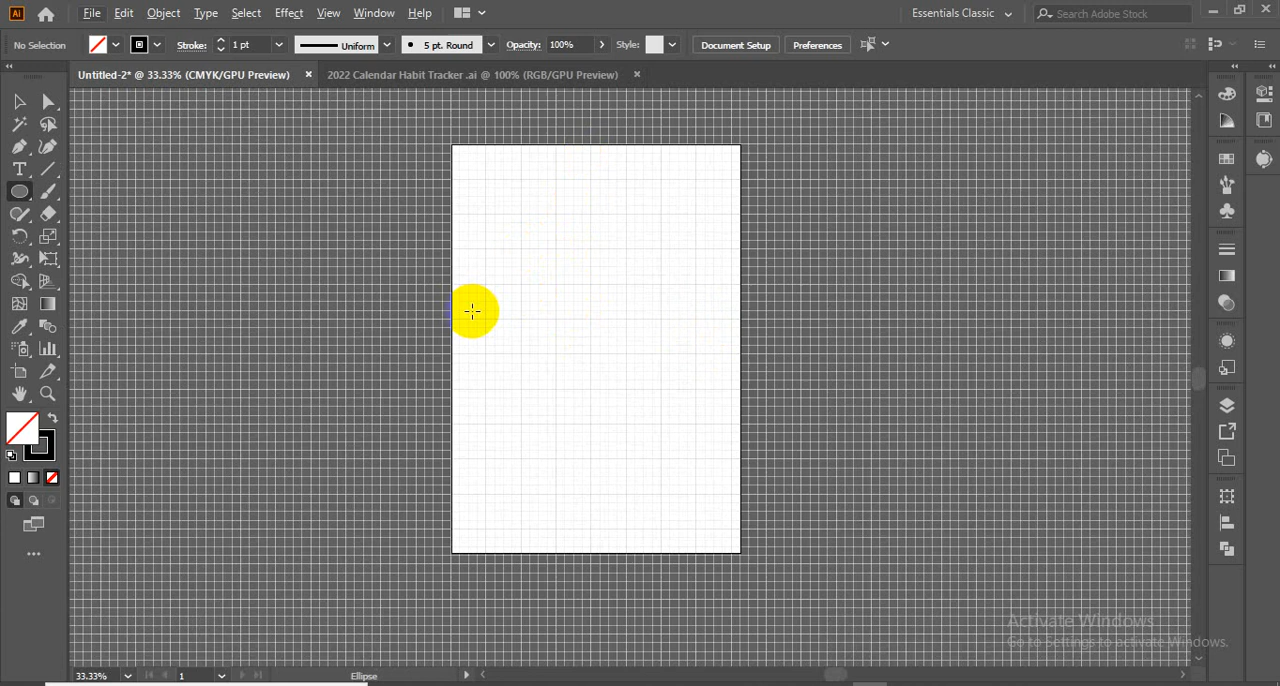 Ai File Edit Object Type Select Effect View Window Help Essentials Classic Search Adobe Stock
No Selection Stroke: 1 pt Uniform 5 pt. Round Opacity: 100% Style: Document Setup Preferences
Untitled-2* @ 33.33% (CMYK/GPU Preview) × 2022 Calendar Habit Tracker .ai @ 100% (RGB/GPU Preview) ×
Activate Windows
Go to Settings to activate Windows.
33.33% 1 Ellipse